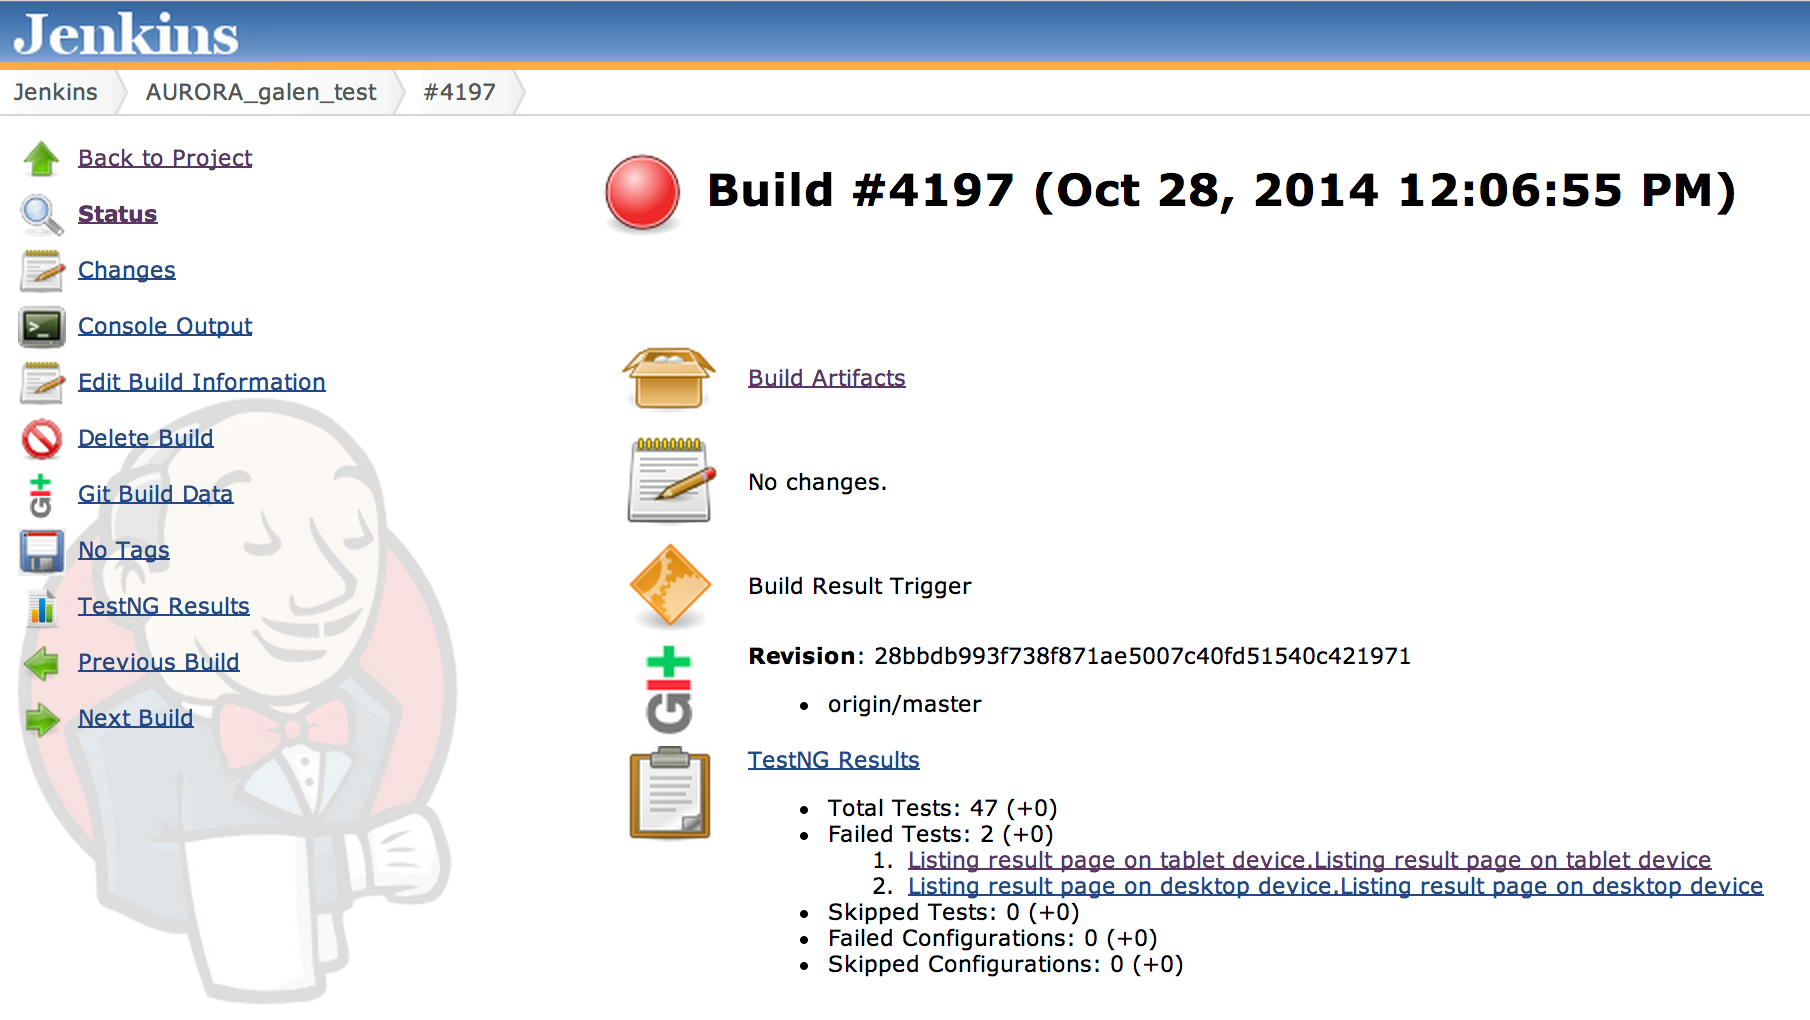 Jenkins
Jenkins AURORA_galen_test #4197
Back to Project
Status
Changes
Console Output
Edit Build Information
Delete Build
Git Build Data
No Tags
TestNG Results
Previous Build
Next Build
Build #4197 (Oct 28, 2014 12:06:55 PM)
Build Artifacts
No changes.
Build Result Trigger
Revision: 28bbdb993f738f871ae5007c40fd51540c421971
• origin/master
TestNG Results
• Total Tests: 47 (+0)
• Failed Tests: 2 (+0)
1. Listing result page on tablet device.Listing result page on tablet device
2. Listing result page on desktop device.Listing result page on desktop device
• Skipped Tests: 0 (+0)
• Failed Configurations: 0 (+0)
• Skipped Configurations: 0 (+0)